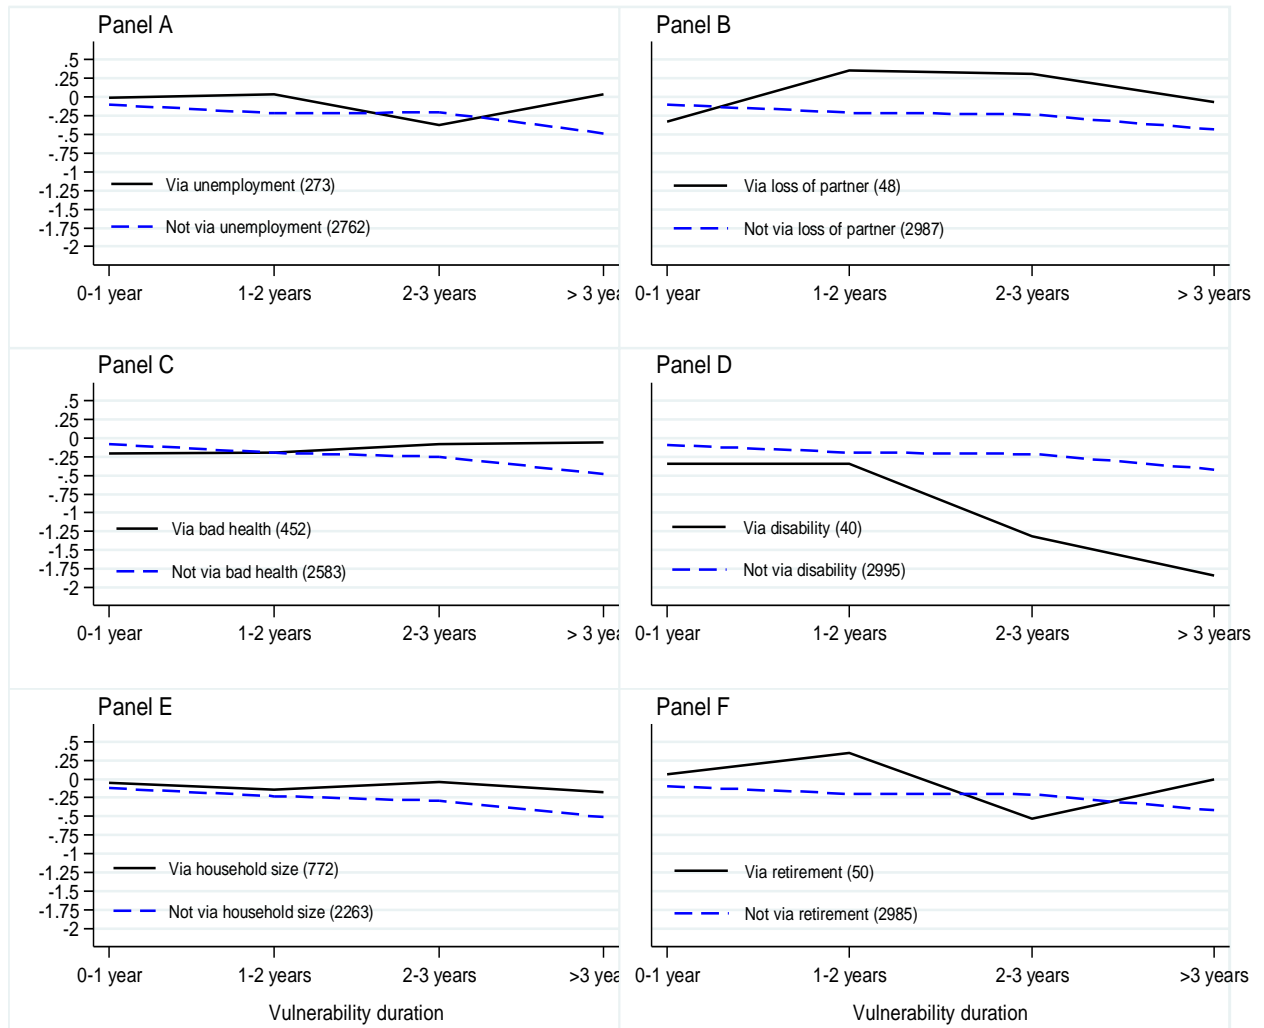 Panel A
.5
.25
0
-.25
-.5
-.75
-1
-1.25
-1.5
-1.75
-2
Via unemployment (273)
Not via unemployment (2762)
0-1 year
1-2 years
2-3 years
> 3 yea
Panel B
Via loss of partner (48)
Not via loss of partner (2987)
0-1 year
1-2 years
2-3 years
> 3 years
Panel C
.5
.25
0
-.25
-.5
-.75
-1
-1.25
-1.5
-1.75
-2
Via bad health (452)
Not via bad health (2583)
0-1 year
1-2 years
2-3 years
> 3 yea
Panel D
Via disability (40)
Not via disability (2995)
0-1 year
1-2 years
2-3 years
> 3 years
Panel E
.5
.25
0
-.25
-.5
-.75
-1
-1.25
-1.5
-1.75
-2
Via household size (772)
Not via household size (2263)
0-1 year
1-2 years
2-3 years
>3 yea
Vulnerability duration
Panel F
Via retirement (50)
Not via retirement (2985)
0-1 year
1-2 years
2-3 years
>3 years
Vulnerability duration